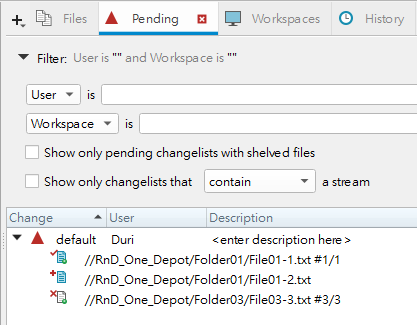 Files Pending Workspaces History
Filter: User is "" and Workspace is ""
User is
Workspace is
Show only pending changelists with shelved files
Show only changelists that contain a stream
Change User Description
default Duri <enter description here>
//RnD_One_Depot/Folder01/File01-1.txt #1/1
//RnD_One_Depot/Folder01/File01-2.txt
//RnD_One_Depot/Folder03/File03-3.txt #3/3